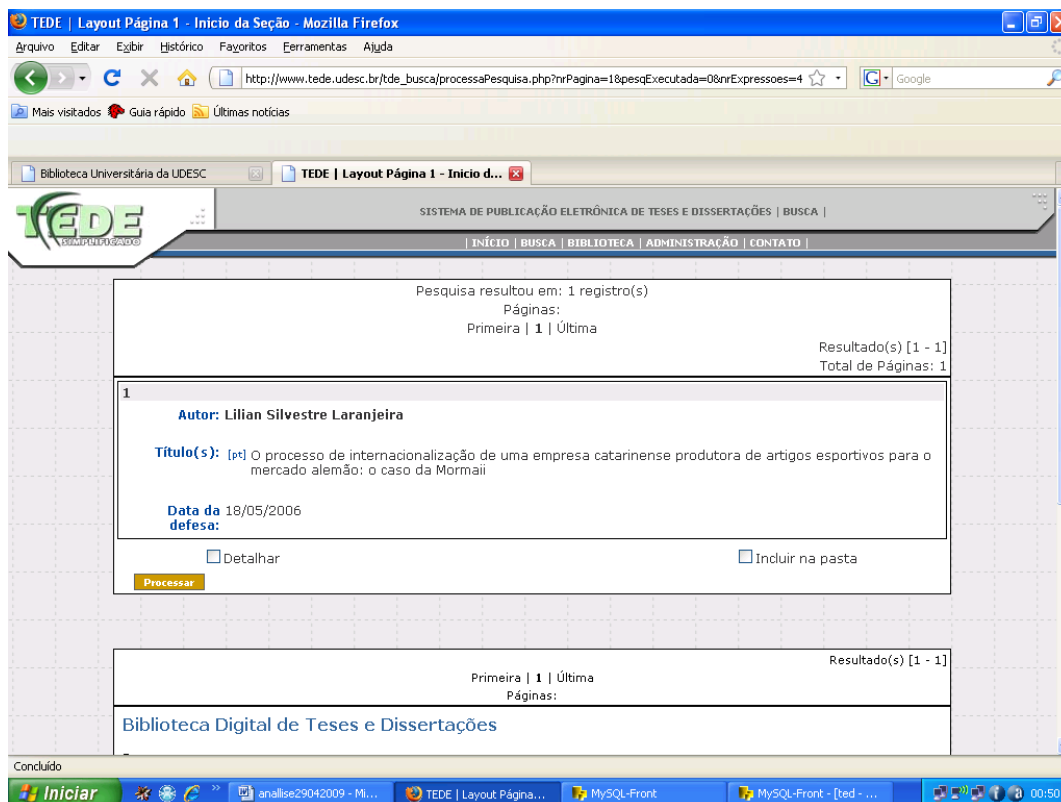 TEDE | Layout Página 1 - Inicio da Seção - Mozilla Firefox
Arquivo Editar Exibir Histórico Favoritos Ferramentas Ajuda
http://www.tede.udesc.br/tde_busca/processaPesquisa.php?nrPagina=1&pesqExecutada=0&nrExpressoes=4
G Google
Mais visitados Guia rápido Últimas notícias
Biblioteca Universitária da UDESC
TEDE | Layout Página 1 - Inicio d...
TEDE
SIMPLIFICADO
SISTEMA DE PUBLICAÇÃO ELETRÔNICA DE TESES E DISSERTAÇÕES | BUSCA |
| INÍCIO | BUSCA | BIBLIOTECA | ADMINISTRAÇÃO | CONTATO |
Pesquisa resultou em: 1 registro(s)
Páginas:
Primeira | 1 | Última
Resultado(s) [1 - 1]
Total de Páginas: 1
1
Autor: Lilian Silvestre Laranjeira
Título(s): [pt] O processo de internacionalização de uma empresa catarinense produtora de artigos esportivos para o
mercado alemão: o caso da Mormaii
Data da 18/05/2006
defesa:
Detalhar
Incluir na pasta
Processar
Resultado(s) [1 - 1]
Primeira | 1 | Última
Páginas:
Biblioteca Digital de Teses e Dissertações
Concluído
Iniciar
anallise29042009 - Mi...
TEDE | Layout Página...
MySQL-Front
MySQL-Front - [ted - ...
00:50